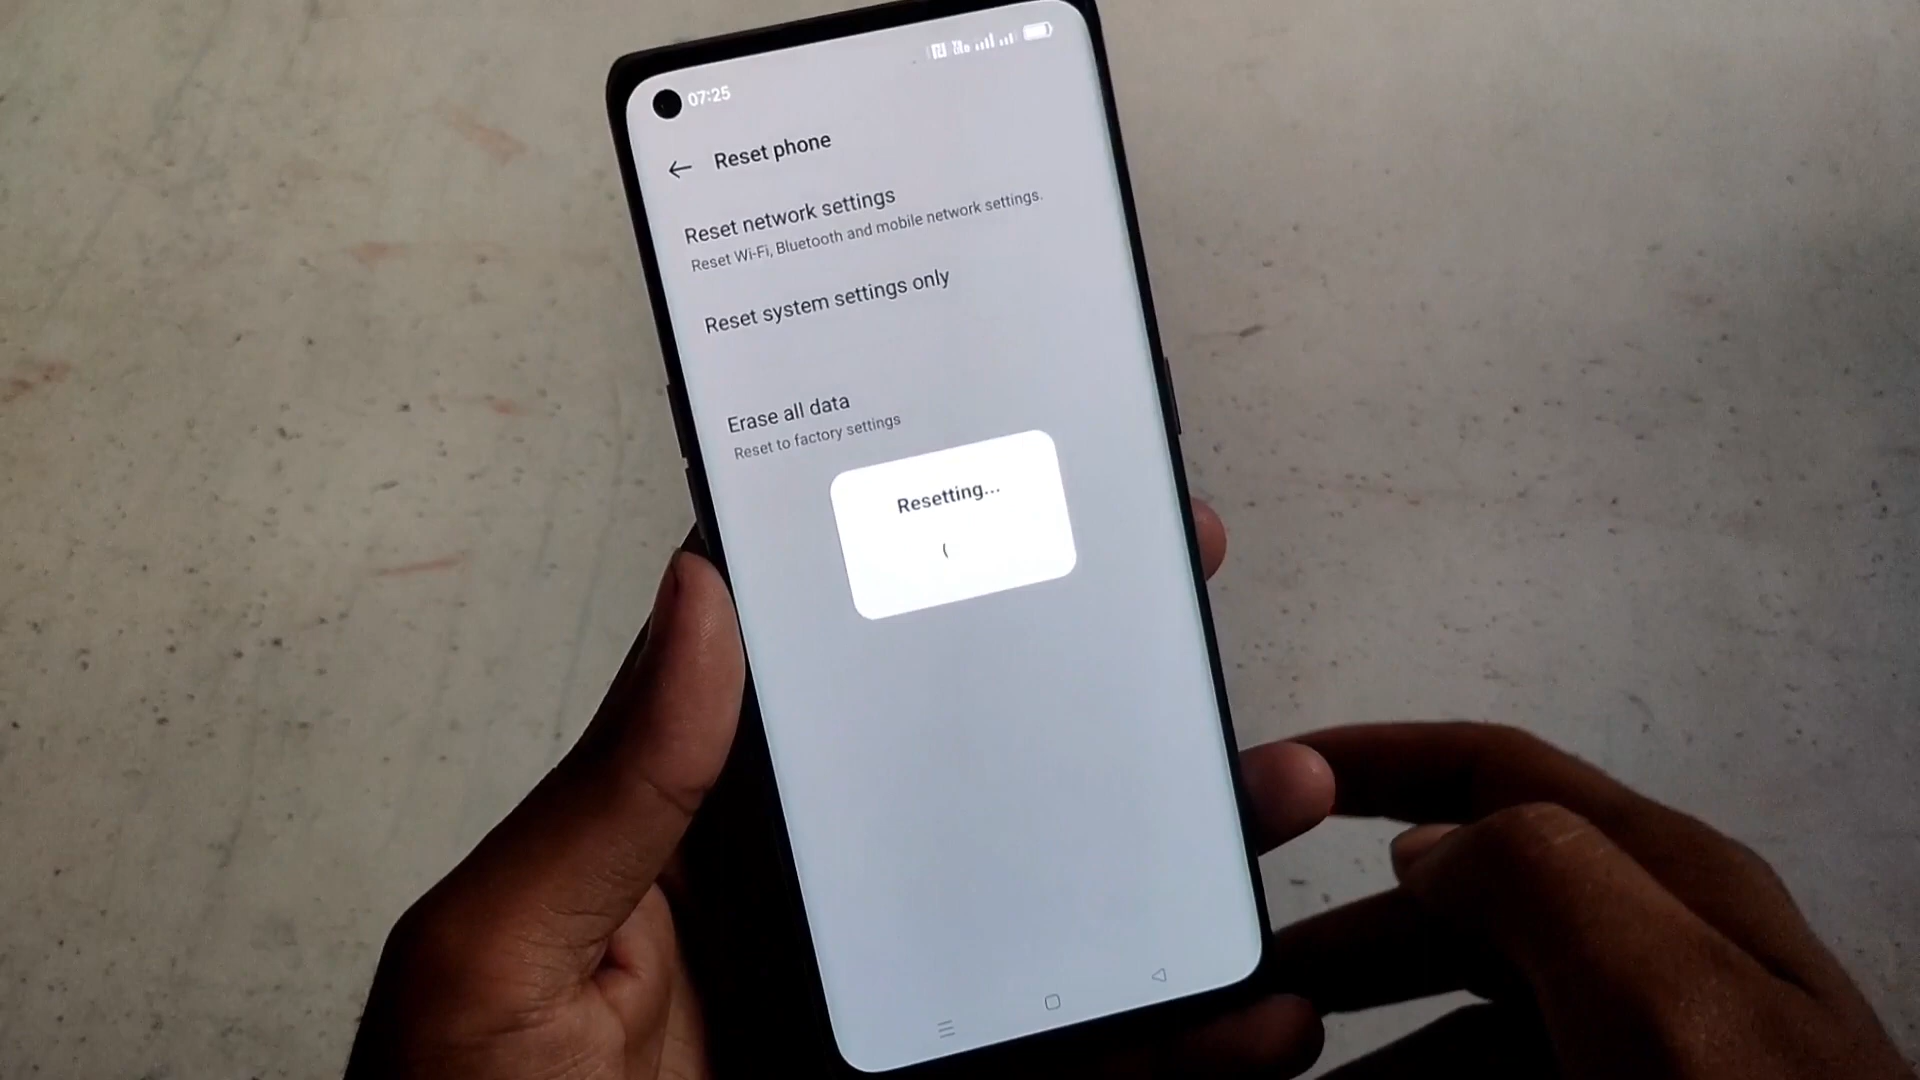 07:25
Reset phone
Reset network settings
Reset Wi-Fi, Bluetooth and mobile network settings.
Reset system settings only
Erase all data
Reset to factory settings
Resetting...